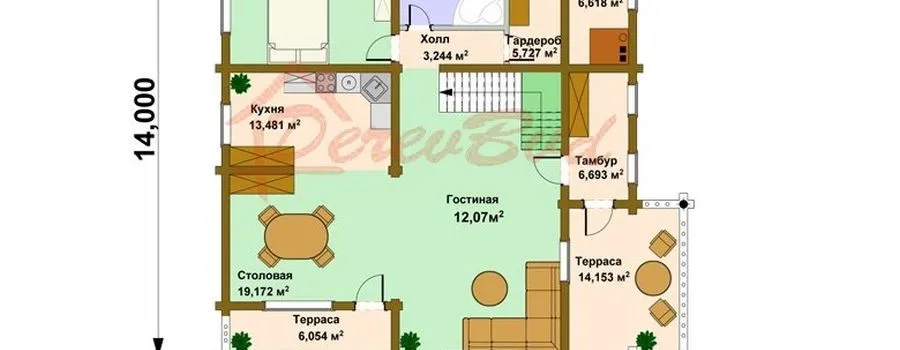 6,618 м²
Холл
3,244 м²
Гардероб
5,727 м²
14,000
Кухня
13,481 м²
DerevBud
Тамбур
6,693 м²
Гостиная
12,07м²
Столовая
19,172 м²
Терраса
14,153 м²
Терраса
6,054 м²